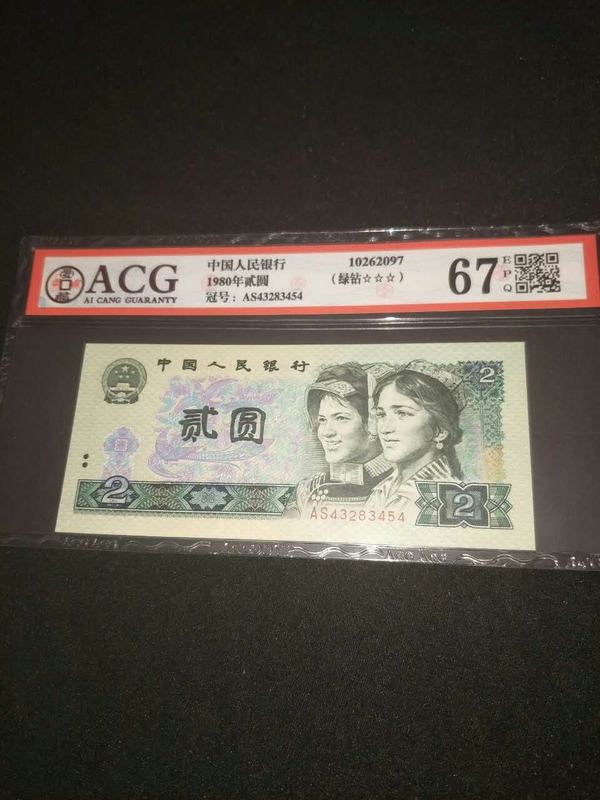 ACG
AI CANG GUARANTY
中国人民银行
1980年贰圆
冠号: AS43283454
10262097
(绿钻☆☆☆)
67
E
P
Q
中国人民银行
2
贰圆
2
2
AS43283454